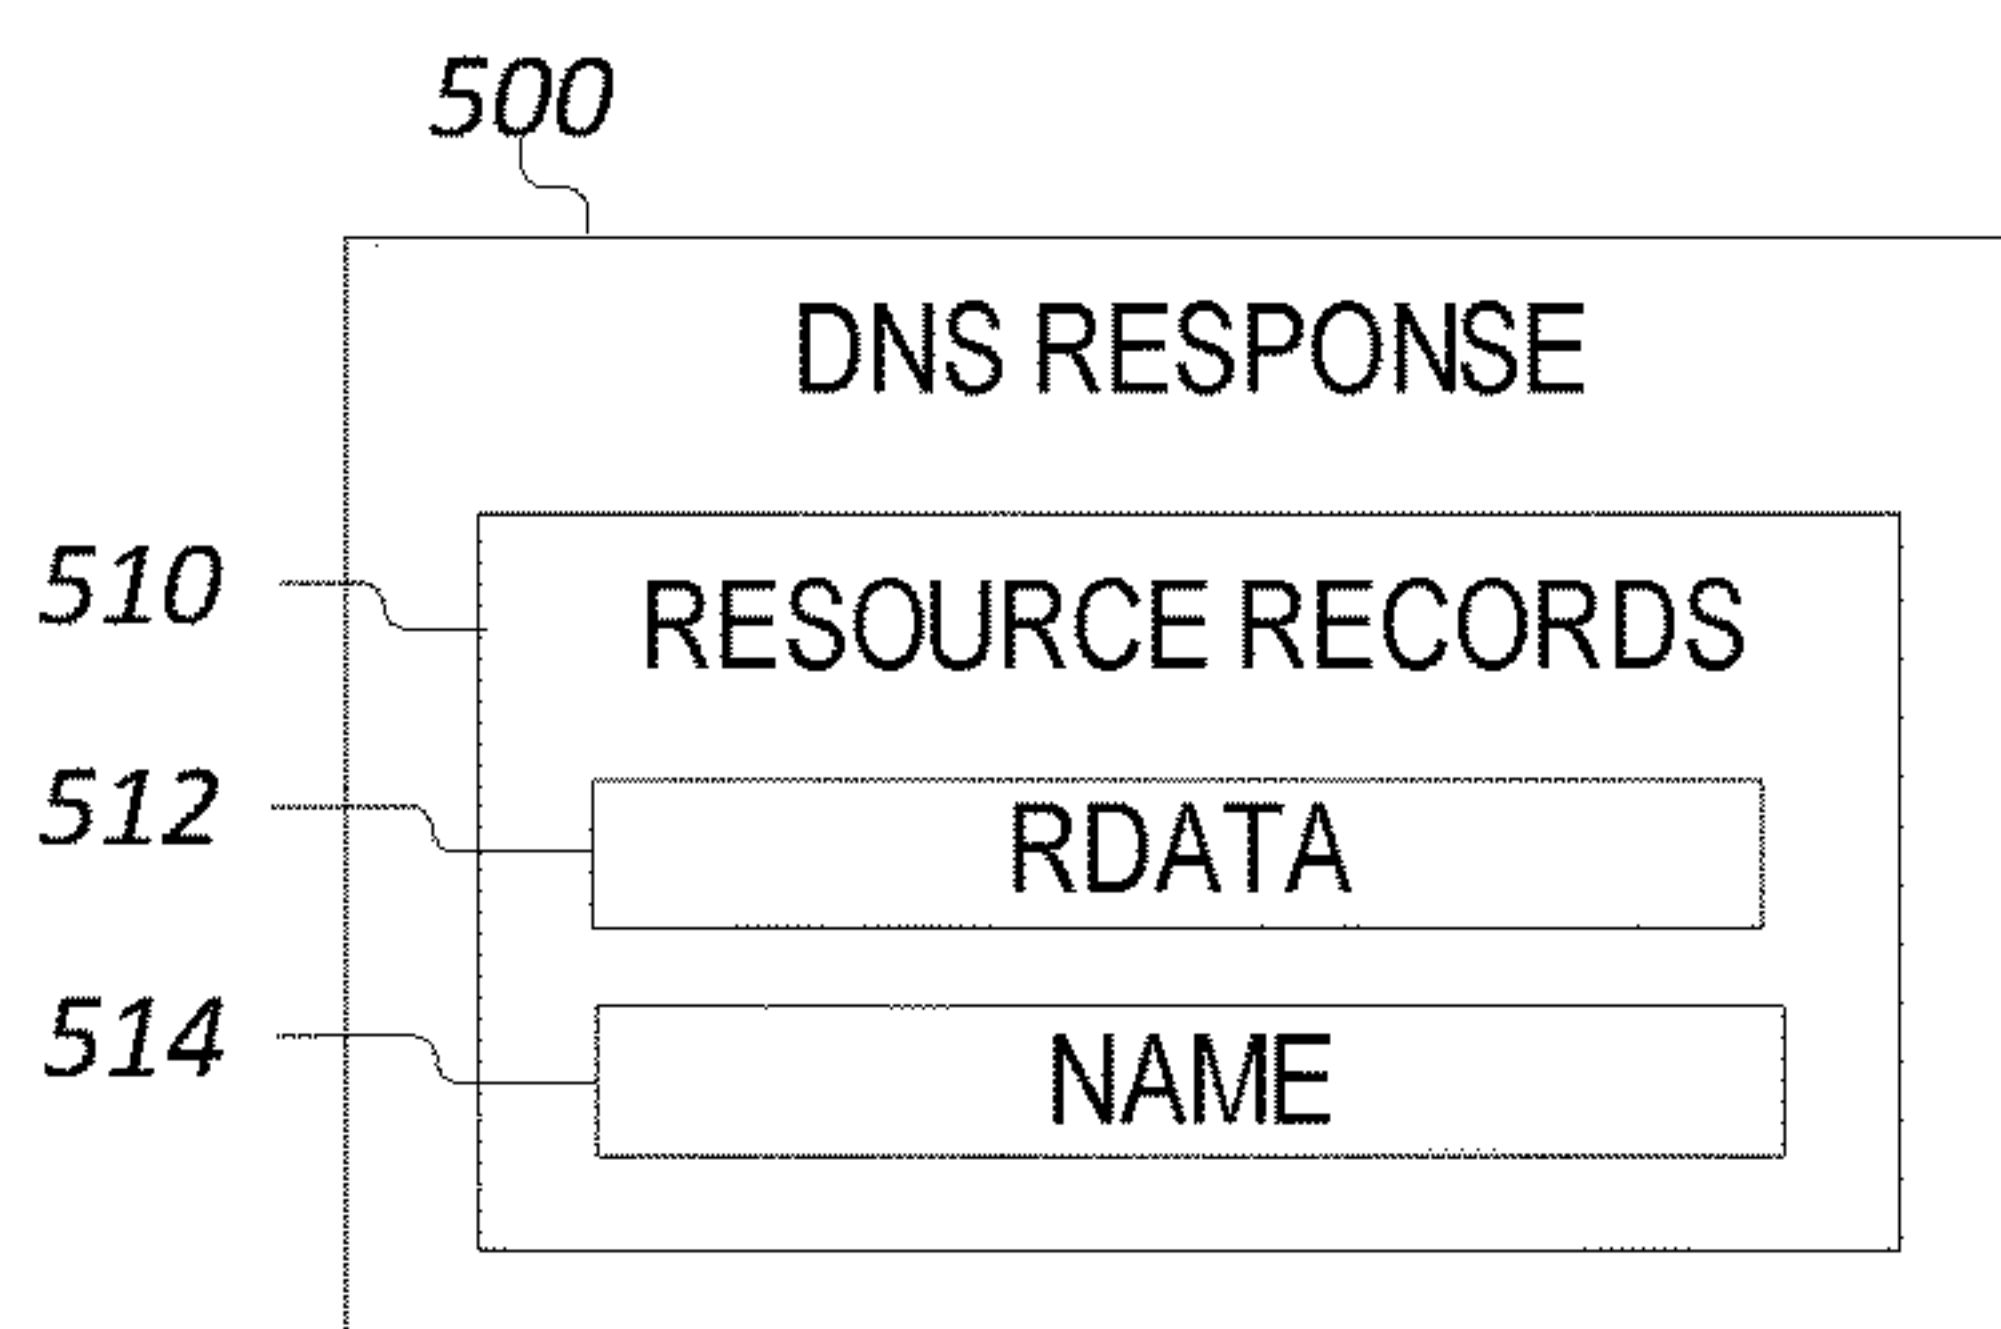 500
DNS RESPONSE
510
RESOURCE RECORDS
512
RDATA
514
NAME